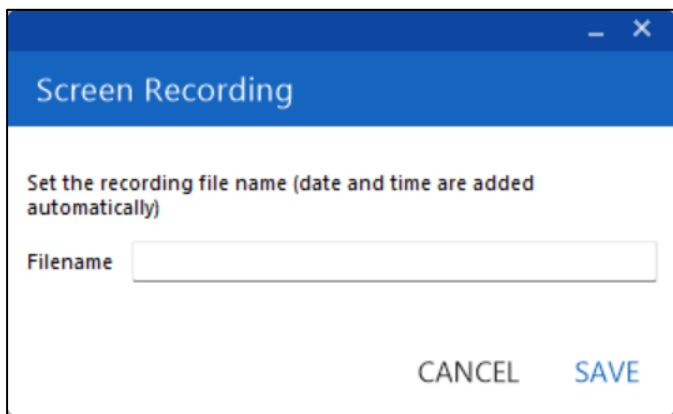 Screen Recording
Set the recording file name (date and time are added
automatically)
Filename
CANCEL SAVE